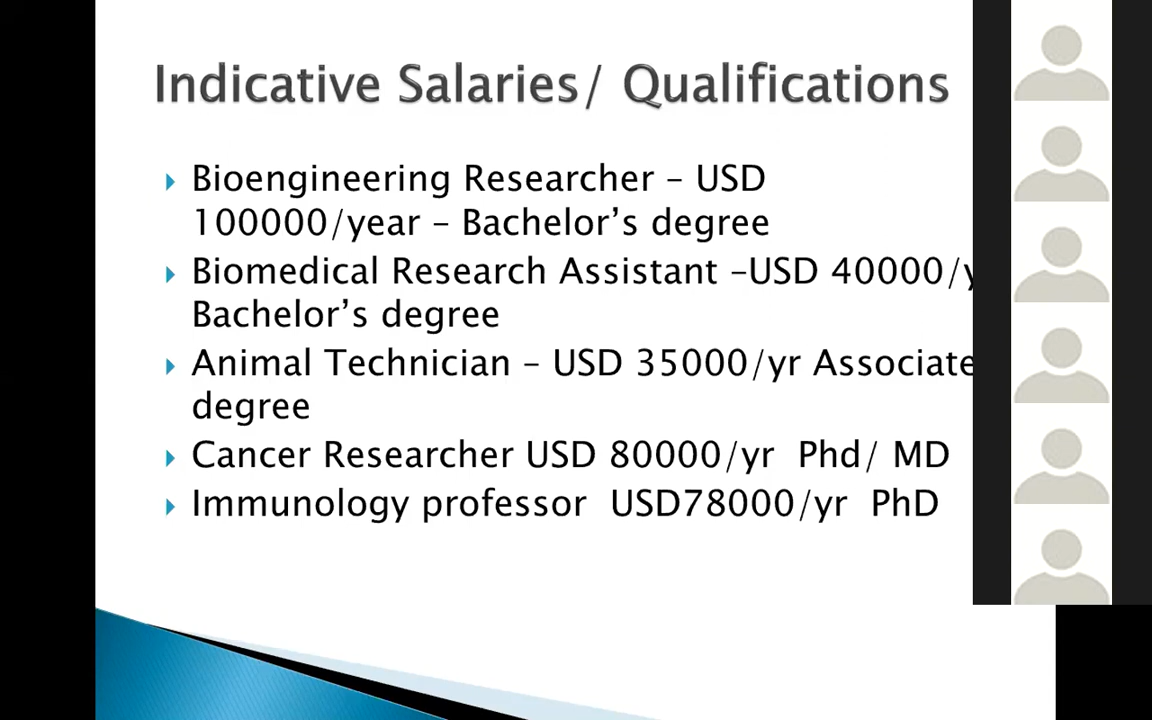 Indicative Salaries/ Qualifications
Bioengineering Researcher – USD
100000/year – Bachelor's degree
Biomedical Research Assistant –USD 40000/y
Bachelor's degree
Animal Technician – USD 35000/yr Associate
degree
Cancer Researcher USD 80000/yr Phd/ MD
Immunology professor USD78000/yr PhD